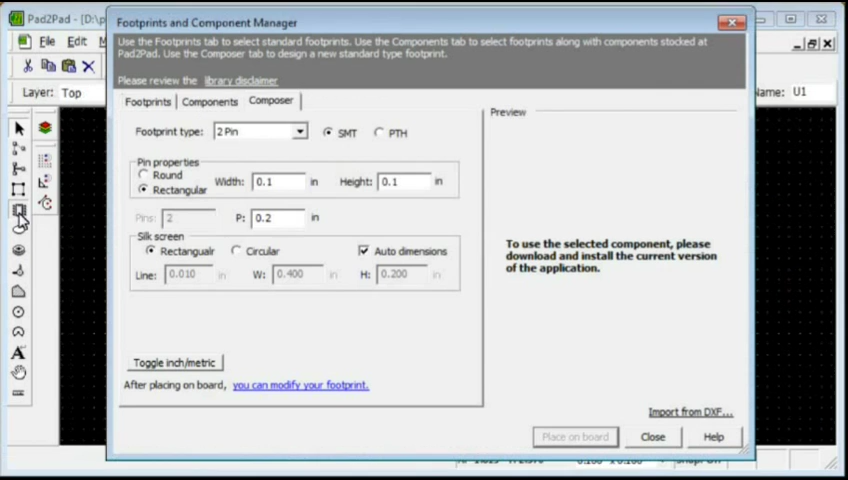 Pad2Pad - [D:\p
Footprints and Component Manager
File Edit M
Use the Footprints tab to select standard footprints. Use the Components tab to select footprints along with components stocked at
Pad2Pad. Use the Composer tab to design a new standard type footprint.
Please review the library disclaimer
Layer: Top
Name: U1
Footprints Components Composer
Preview
Footprint type: 2 Pin SMT PTH
Pin properties
Round
Rectangular
Width: 0.1 in Height: 0.1 in
Pins: 2 P: 0.2 in
Silk screen
Rectangualr Circular Auto dimensions
Line: 0.010 in W: 0.400 in H: 0.200 in
To use the selected component, please
download and install the current version
of the application.
Toggle inch/metric
After placing on board, you can modify your footprint.
Import from DXF...
Place on board Close Help